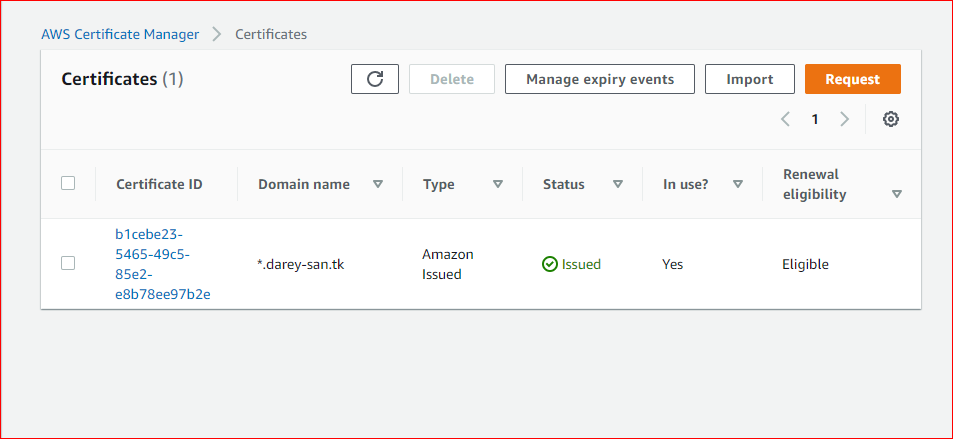 AWS Certificate Manager > Certificates
Certificates (1)
Delete
Manage expiry events
Import
Request
1
Certificate ID
Domain name
Type
Status
In use?
Renewal
eligibility
b1cebe23-
5465-49c5-
85e2-
e8b78ee97b2e
*.darey-san.tk
Amazon
Issued
Issued
Yes
Eligible